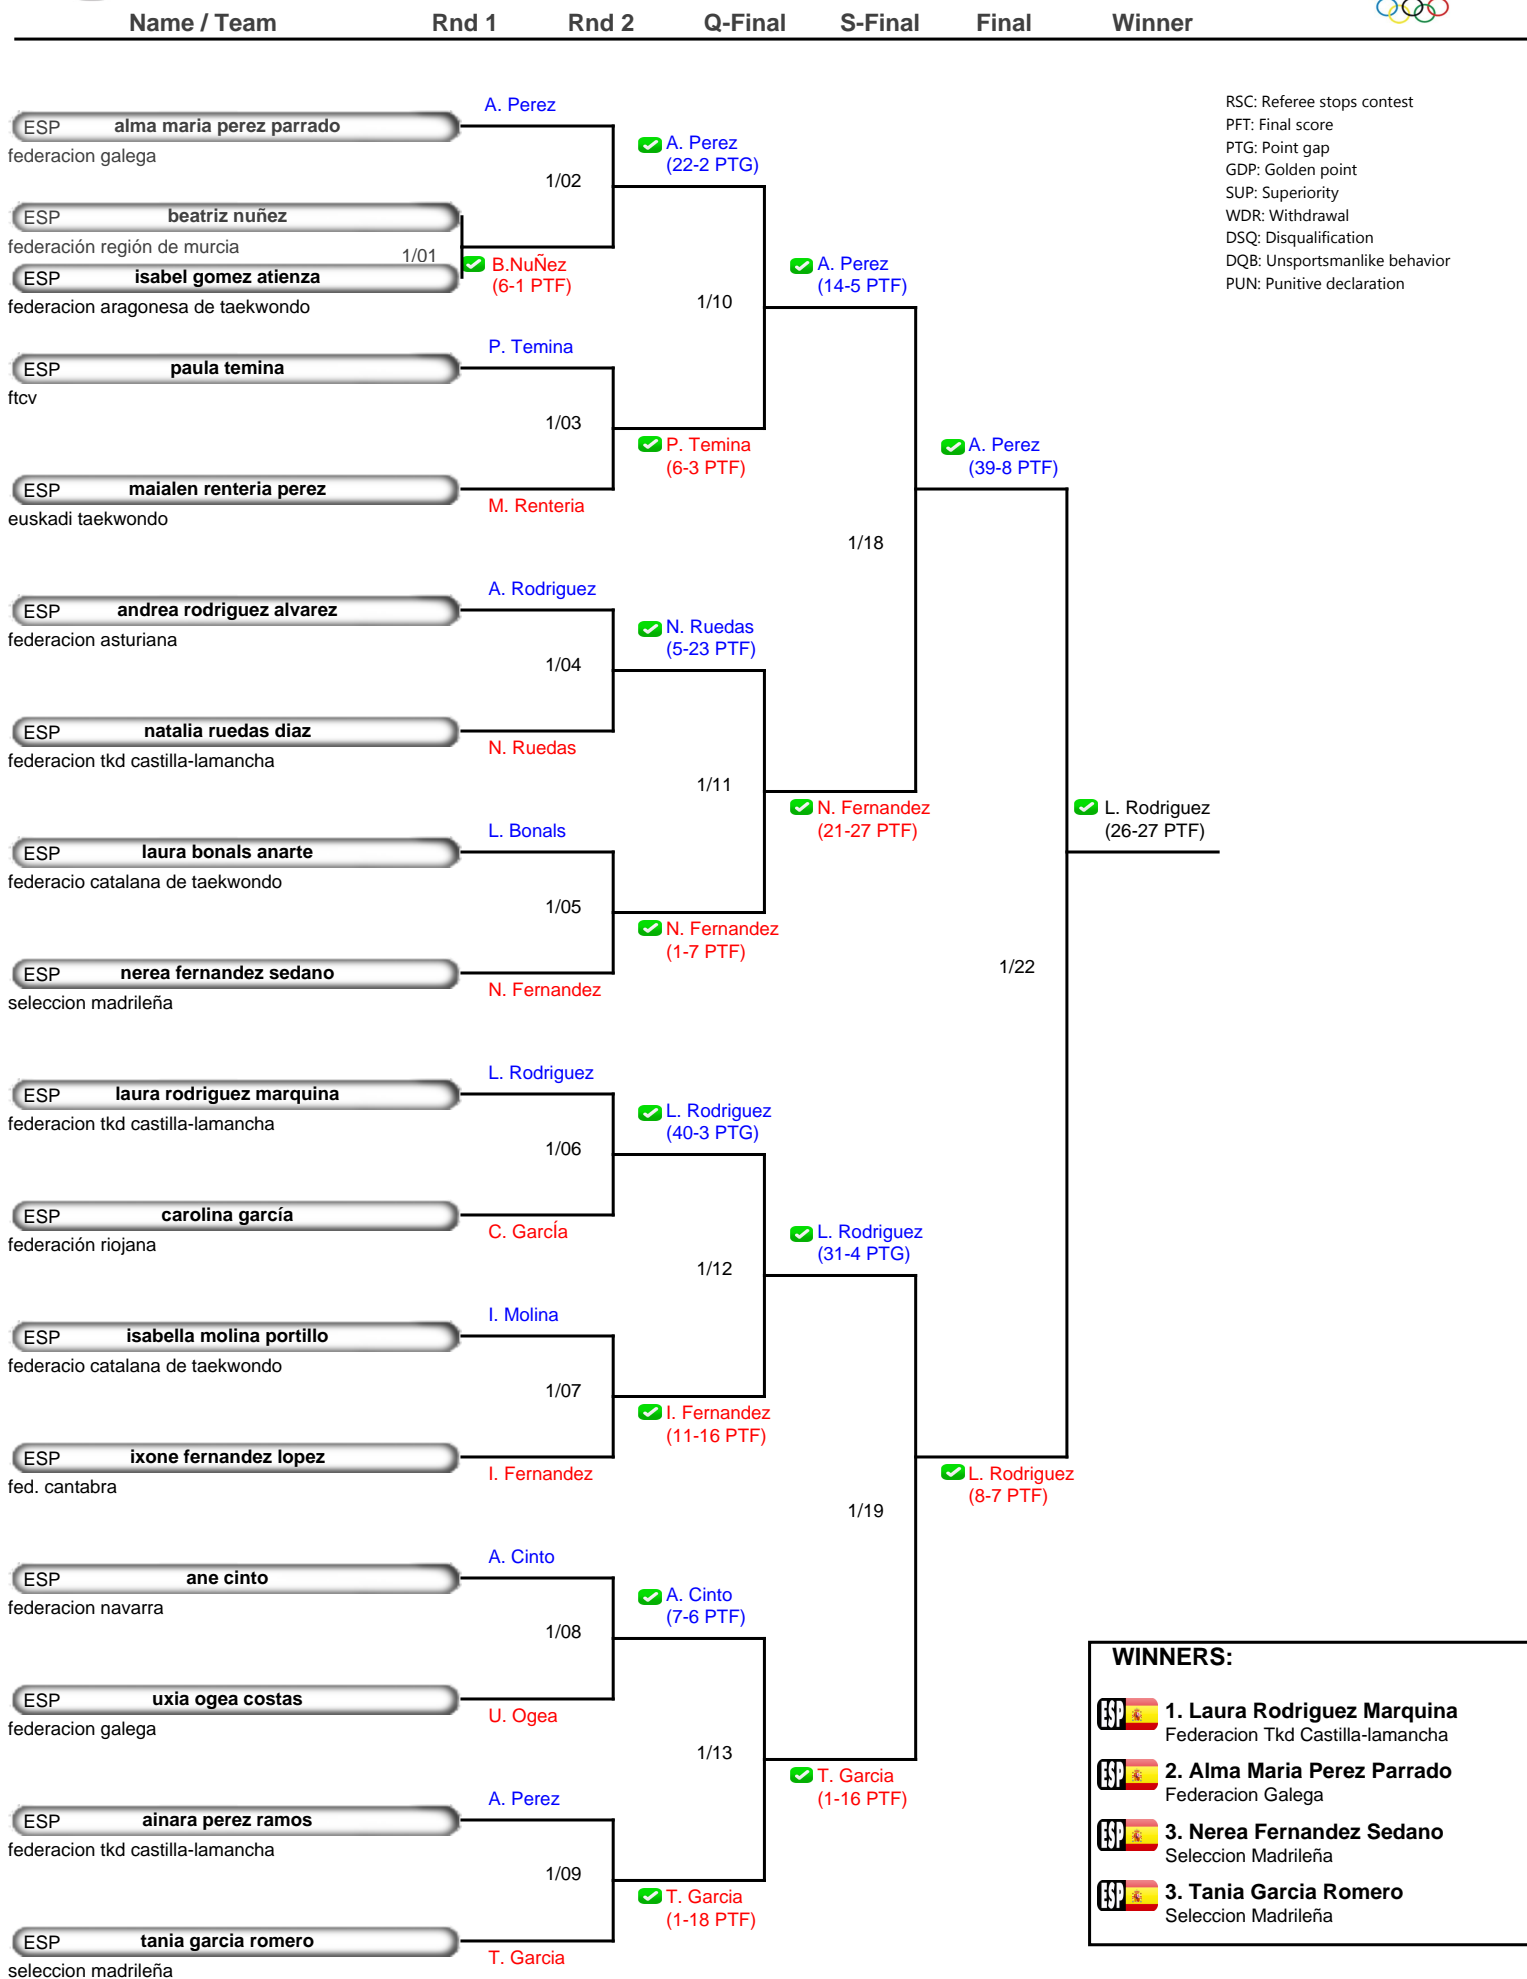 Name / Team Rnd 1 Rnd 2 Q-Final S-Final Final Winner
RSC: Referee stops contest
PFT: Final score
PTG: Point gap
GDP: Golden point
SUP: Superiority
WDR: Withdrawal
DSQ: Disqualification
DQB: Unsportsmanlike behavior
PUN: Punitive declaration
A. Perez
ESP alma maria perez parrado
federacion galega
A. Perez
(22-2 PTG)
1/02
ESP beatriz nuñez
federación región de murcia
1/01
B.NuÑez
(6-1 PTF)
ESP isabel gomez atienza
federacion aragonesa de taekwondo
A. Perez
(14-5 PTF)
1/10
P. Temina
ESP paula temina
ftcv
1/03
P. Temina
(6-3 PTF)
A. Perez
(39-8 PTF)
ESP maialen renteria perez
euskadi taekwondo
M. Renteria
1/18
A. Rodriguez
ESP andrea rodriguez alvarez
federacion asturiana
N. Ruedas
(5-23 PTF)
1/04
ESP natalia ruedas diaz
federacion tkd castilla-lamancha
N. Ruedas
1/11
N. Fernandez
(21-27 PTF)
L. Rodriguez
(26-27 PTF)
L. Bonals
ESP laura bonals anarte
federacio catalana de taekwondo
1/05
N. Fernandez
(1-7 PTF)
ESP nerea fernandez sedano
seleccion madrileña
N. Fernandez
1/22
L. Rodriguez
ESP laura rodriguez marquina
federacion tkd castilla-lamancha
L. Rodriguez
(40-3 PTG)
1/06
ESP carolina garcía
federación riojana
C. GarcÍa
L. Rodriguez
(31-4 PTG)
1/12
I. Molina
ESP isabella molina portillo
federacio catalana de taekwondo
1/07
I. Fernandez
(11-16 PTF)
ESP ixone fernandez lopez
fed. cantabra
I. Fernandez
L. Rodriguez
(8-7 PTF)
1/19
A. Cinto
ESP ane cinto
federacion navarra
A. Cinto
(7-6 PTF)
1/08
ESP uxia ogea costas
federacion galega
U. Ogea
1/13
T. Garcia
(1-16 PTF)
A. Perez
ESP ainara perez ramos
federacion tkd castilla-lamancha
1/09
T. Garcia
(1-18 PTF)
ESP tania garcia romero
seleccion madrileña
T. Garcia
WINNERS:
ESP 1. Laura Rodriguez Marquina
Federacion Tkd Castilla-lamancha
ESP 2. Alma Maria Perez Parrado
Federacion Galega
ESP 3. Nerea Fernandez Sedano
Seleccion Madrileña
ESP 3. Tania Garcia Romero
Seleccion Madrileña